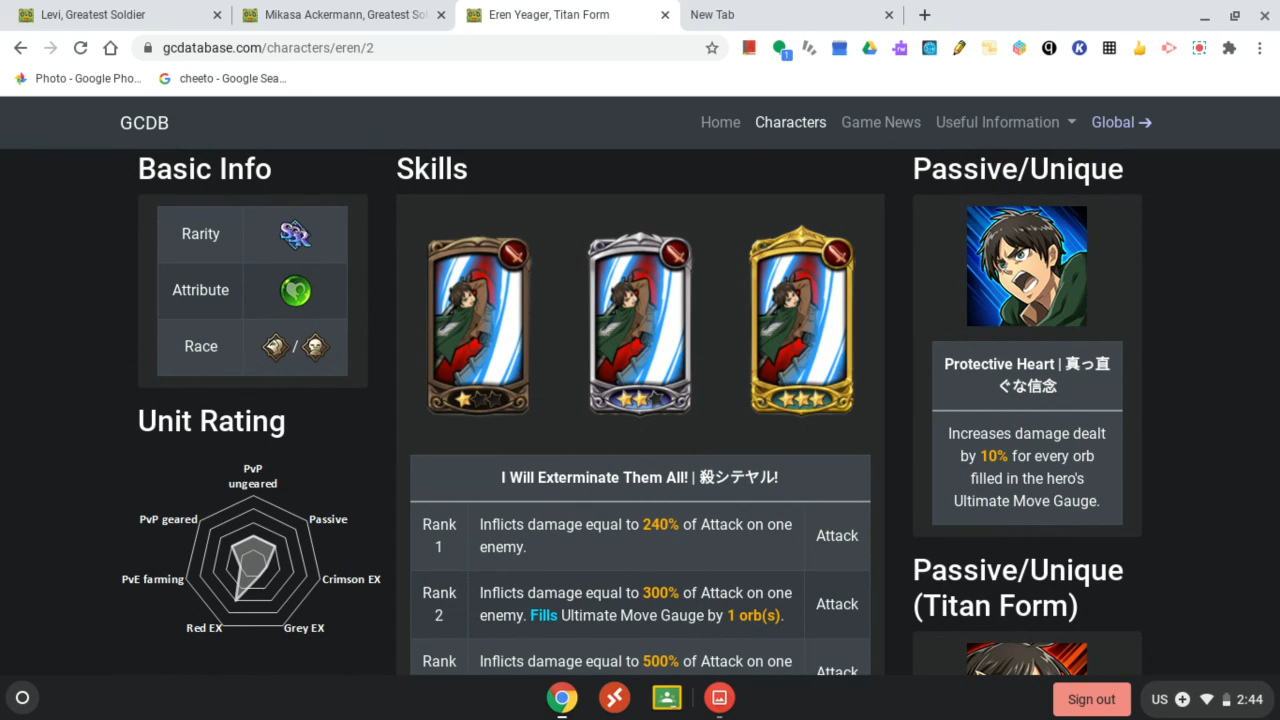 Levi, Greatest Soldier
Mikasa Ackermann, Greatest So
Eren Yeager, Titan Form
New Tab
gcdatabase.com/characters/eren/2
1
Photo - Google Pho...
cheeto - Google Sea...
GCDB
Home
Characters
Game News
Useful Information
Global →
Basic Info
Rarity
SR
Attribute
Race
/
Unit Rating
PvP
ungeared
PvP geared
Passive
PvE farming
Crimson EX
Red EX
Grey EX
Skills
I Will Exterminate Them All! | 殺シテヤル!
Rank
1
Inflicts damage equal to 240% of Attack on one
enemy.
Attack
Rank
2
Inflicts damage equal to 300% of Attack on one
enemy. Fills Ultimate Move Gauge by 1 orb(s).
Attack
Rank
Inflicts damage equal to 500% of Attack on one
Attack
Passive/Unique
Protective Heart | 真っ直
ぐな信念
Increases damage dealt
by 10% for every orb
filled in the hero's
Ultimate Move Gauge.
Passive/Unique
(Titan Form)
Sign out
US
2:44